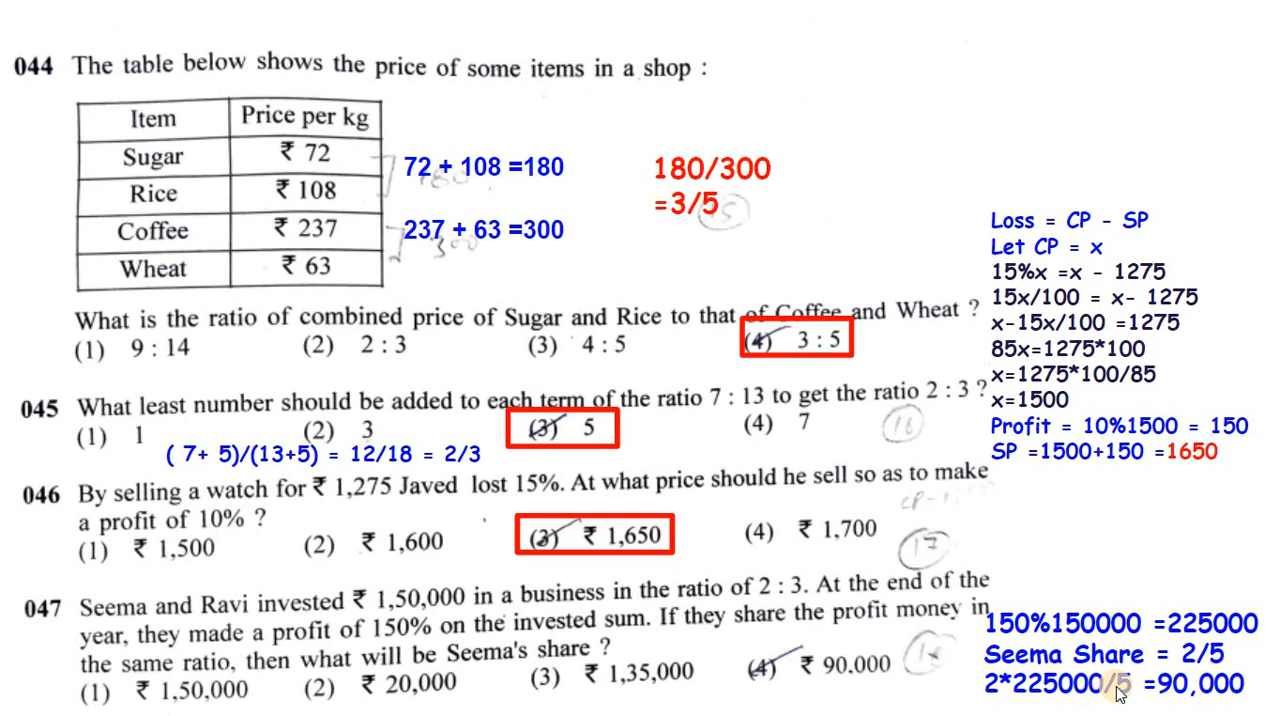 044 The table below shows the price of some items in a shop :
Item Price per kg
Sugar ₹ 72
Rice ₹ 108
Coffee ₹ 237
Wheat ₹ 63
72 + 108 =180
180
237 + 63 =300
300
180/300
=3/5
15
What is the ratio of combined price of Sugar and Rice to that of Coffee and Wheat ?
(1) 9 : 14 (2) 2 : 3 (3) 4 : 5 (4) 3 : 5
045 What least number should be added to each term of the ratio 7 : 13 to get the ratio 2 : 3 ?
(1) 1 (2) 3 (3) 5 (4) 7
16
( 7+ 5)/(13+5) = 12/18 = 2/3
046 By selling a watch for ₹ 1,275 Javed lost 15%. At what price should he sell so as to make
a profit of 10% ?
(1) ₹ 1,500 (2) ₹ 1,600 (3) ₹ 1,650 (4) ₹ 1,700
17
047 Seema and Ravi invested ₹ 1,50,000 in a business in the ratio of 2 : 3. At the end of the
year, they made a profit of 150% on the invested sum. If they share the profit money in
the same ratio, then what will be Seema's share ?
(1) ₹ 1,50,000 (2) ₹ 20,000 (3) ₹ 1,35,000 (4) ₹ 90.000
Loss = CP - SP
Let CP = x
15%x =x - 1275
15x/100 = x- 1275
x-15x/100 =1275
85x=1275*100
x=1275*100/85
x=1500
Profit = 10%1500 = 150
SP =1500+150 =1650
150%150000 =225000
Seema Share = 2/5
2*225000/5 =90,000